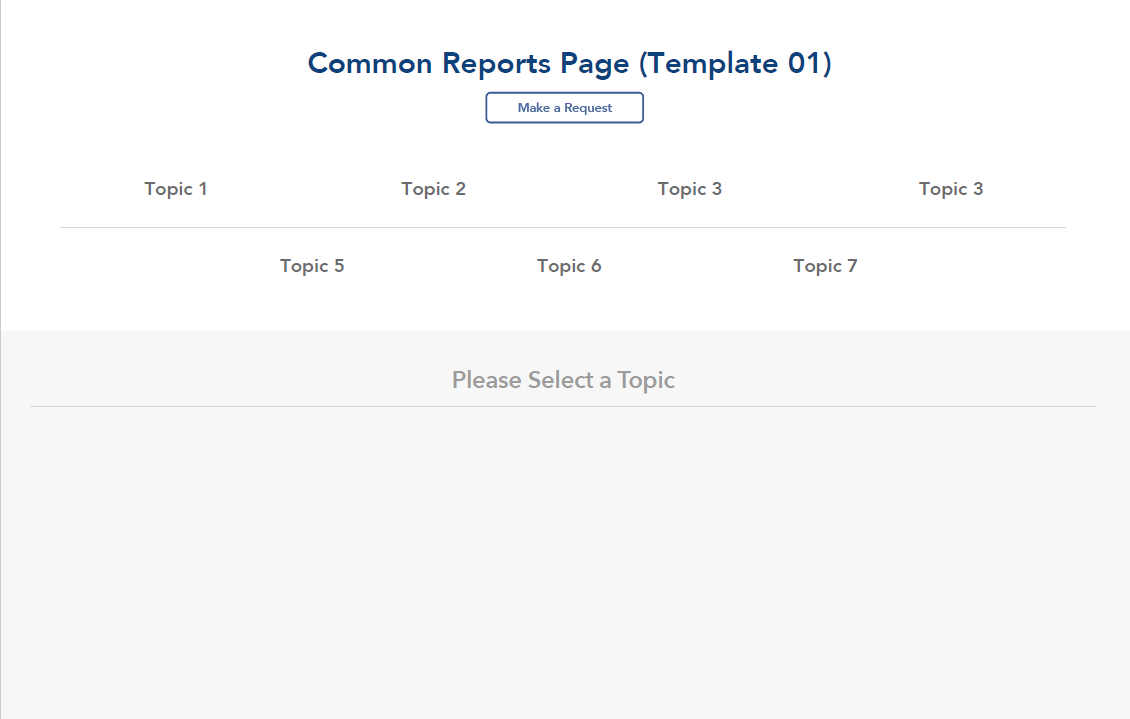 Common Reports Page (Template 01)
Make a Request
Topic 1 Topic 2 Topic 3 Topic 3
Topic 5 Topic 6 Topic 7
Please Select a Topic